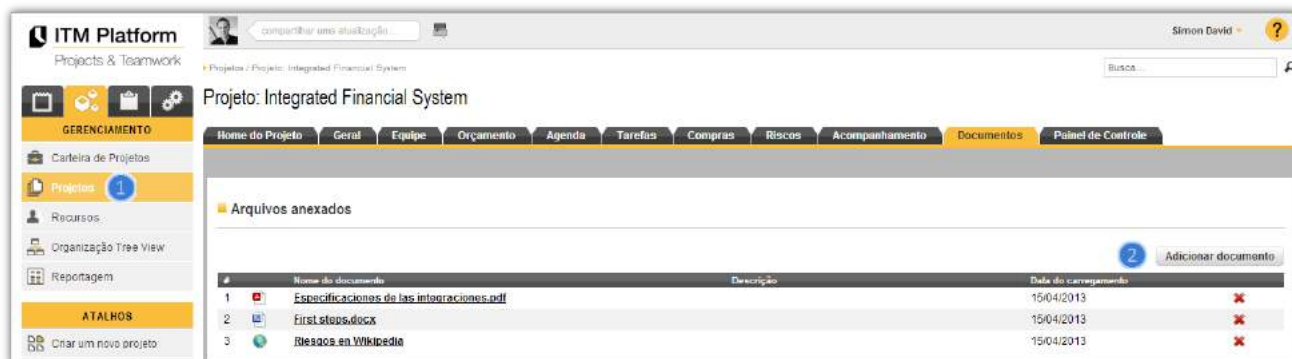 ITM Platform
Projects & Teamwork
compartilhar uma atualização...
Simon David
?
Projetos / Projeto: Integrated Financial System
Busca...
Projeto: Integrated Financial System
Home do Projeto Geral Equipe Orçamento Agenda Tarefas Compras Riscos Acompanhamento Documentos Painel de Controle
GERENCIAMENTO
Carteira de Projetos
Projetos 1
Recursos
Organização Tree View
Reportagem
ATALHOS
Criar um novo projeto
Arquivos anexados
2 Adicionar documento
# Nome do documento Descrição Data do carregamento
1 Especificaciones de las integraciones.pdf 15/04/2013
2 First steps.docx 15/04/2013
3 Riesgos en Wikipedia 15/04/2013